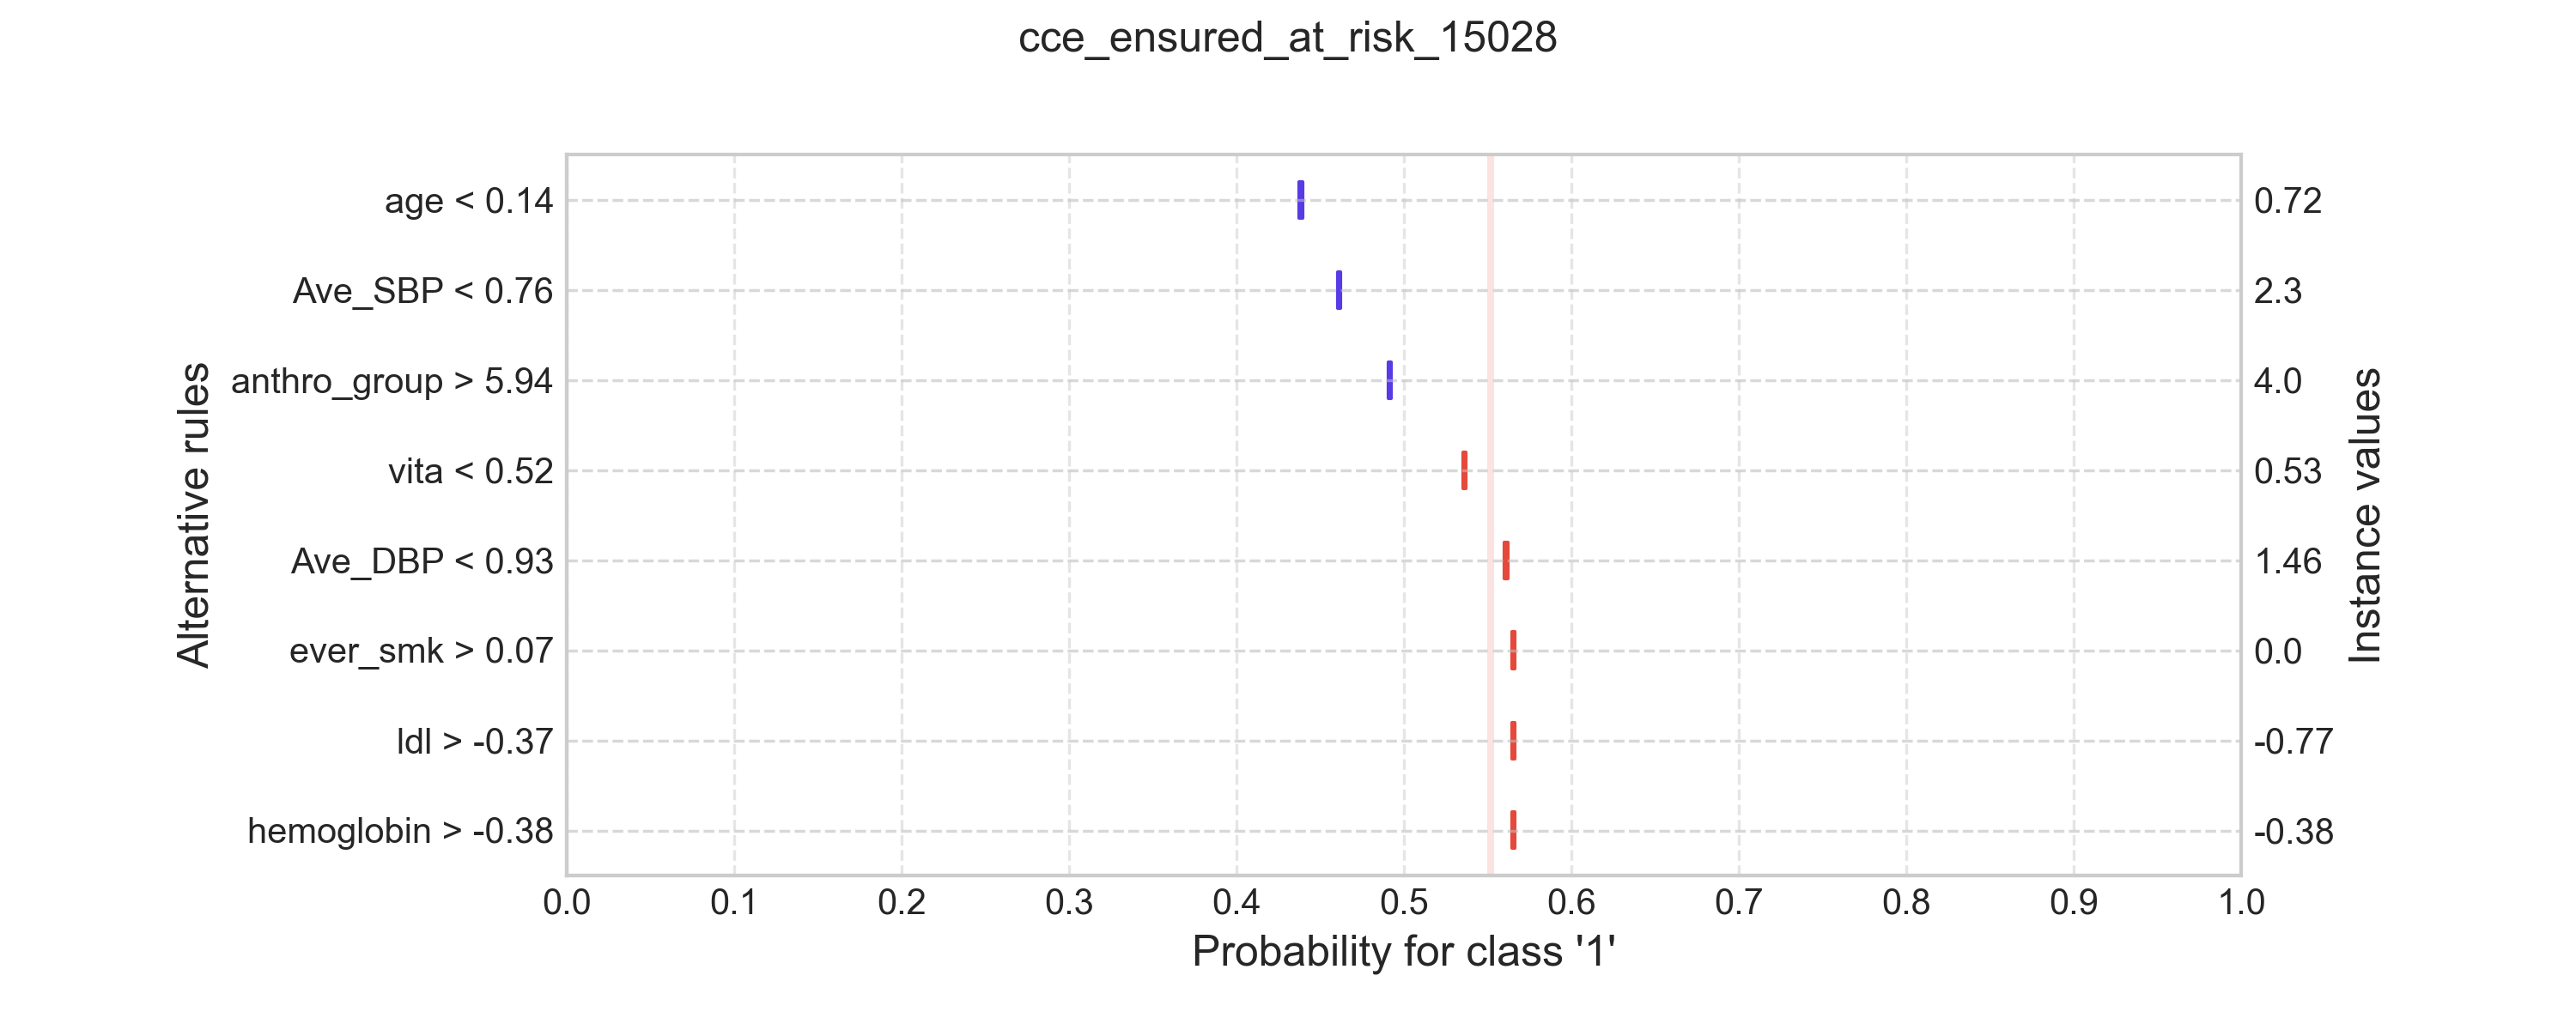 cce_ensured_at_risk_15028
Alternative rules
age < 0.14
0.72
Ave_SBP < 0.76
2.3
anthro_group > 5.94
4.0
vita < 0.52
0.53
Ave_DBP < 0.93
1.46
ever_smk > 0.07
0.0
ldl > -0.37
-0.77
hemoglobin > -0.38
-0.38
Instance values
0.0 0.1 0.2 0.3 0.4 0.5 0.6 0.7 0.8 0.9 1.0
Probability for class '1'